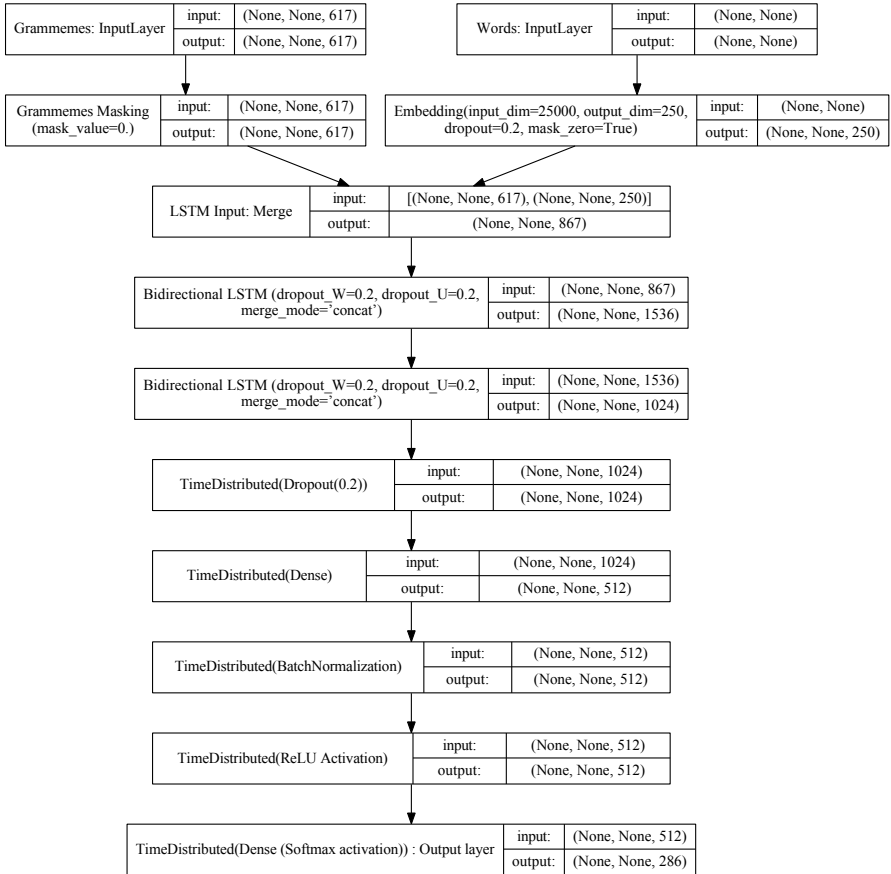 Grammemes: InputLayer
input: (None, None, 617)
output: (None, None, 617)
Words: InputLayer
input: (None, None)
output: (None, None)
Grammemes Masking
(mask_value=0.)
input: (None, None, 617)
output: (None, None, 617)
Embedding(input_dim=25000, output_dim=250,
dropout=0.2, mask_zero=True)
input: (None, None)
output: (None, None, 250)
LSTM Input: Merge
input: [(None, None, 617), (None, None, 250)]
output: (None, None, 867)
Bidirectional LSTM (dropout_W=0.2, dropout_U=0.2,
merge_mode=’concat’)
input: (None, None, 867)
output: (None, None, 1536)
Bidirectional LSTM (dropout_W=0.2, dropout_U=0.2,
merge_mode=’concat’)
input: (None, None, 1536)
output: (None, None, 1024)
TimeDistributed(Dropout(0.2))
input: (None, None, 1024)
output: (None, None, 1024)
TimeDistributed(Dense)
input: (None, None, 1024)
output: (None, None, 512)
TimeDistributed(BatchNormalization)
input: (None, None, 512)
output: (None, None, 512)
TimeDistributed(ReLU Activation)
input: (None, None, 512)
output: (None, None, 512)
TimeDistributed(Dense (Softmax activation)) : Output layer
input: (None, None, 512)
output: (None, None, 286)